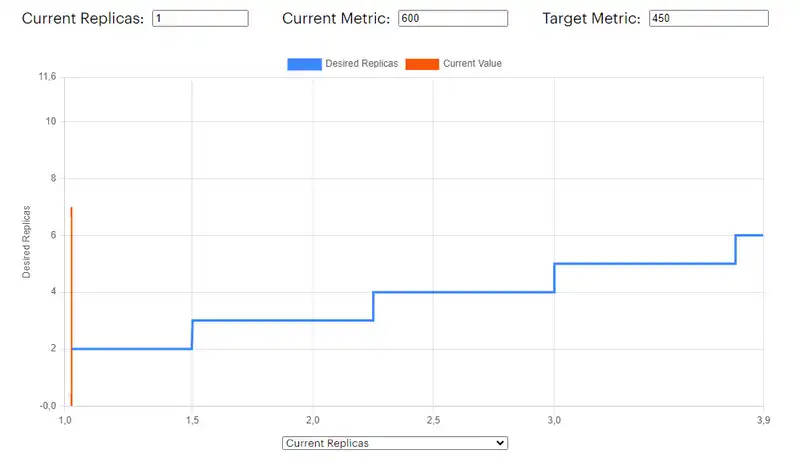 Current Replicas: 1 Current Metric: 600 Target Metric: 450
Desired Replicas Current Value
11,6
10
8
6
4
2
-0,0
Desired Replicas
1,0 1,5 2,0 2,5 3,0 3,9
Current Replicas